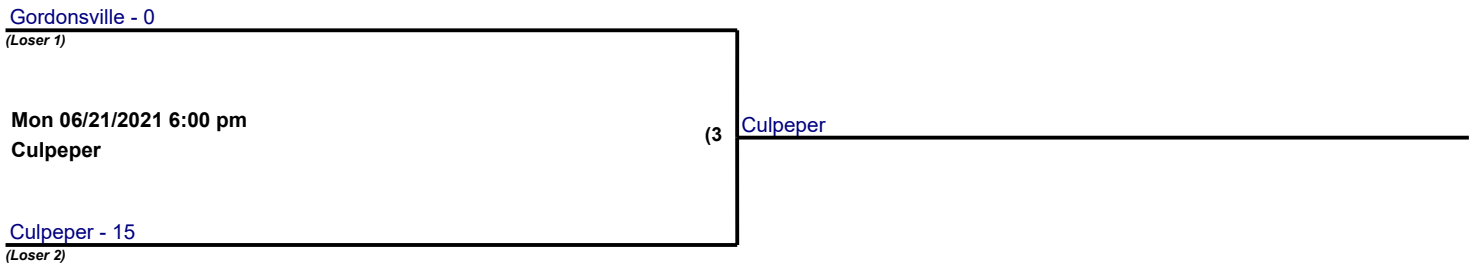 Gordonsville - 0
(Loser 1)
Mon 06/21/2021 6:00 pm
Culpeper
(3
Culpeper
Culpeper - 15
(Loser 2)